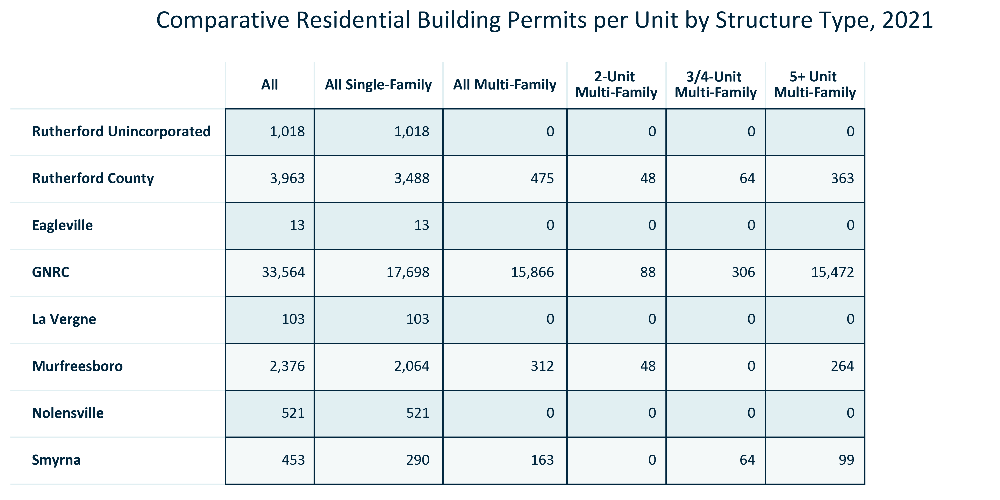 Comparative Residential Building Permits per Unit by Structure Type, 2021
All All Single-Family All Multi-Family 2-Unit Multi-Family 3/4-Unit Multi-Family 5+ Unit Multi-Family
Rutherford Unincorporated 1,018 1,018 0 0 0 0
Rutherford County 3,963 3,488 475 48 64 363
Eagleville 13 13 0 0 0 0
GNRC 33,564 17,698 15,866 88 306 15,472
La Vergne 103 103 0 0 0 0
Murfreesboro 2,376 2,064 312 48 0 264
Nolensville 521 521 0 0 0 0
Smyrna 453 290 163 0 64 99